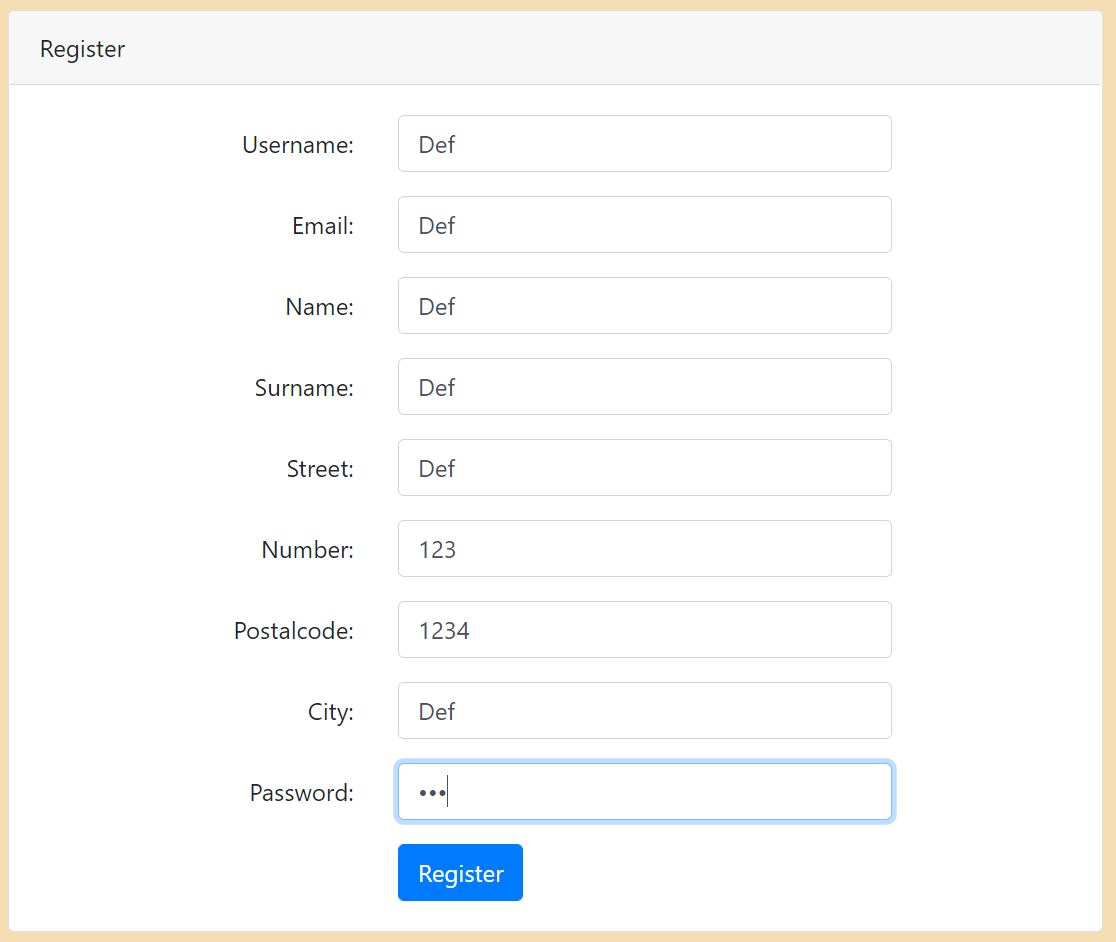 Register
Username: Def
Email: Def
Name: Def
Surname: Def
Street: Def
Number: 123
Postalcode: 1234
City: Def
Password: •••
Register